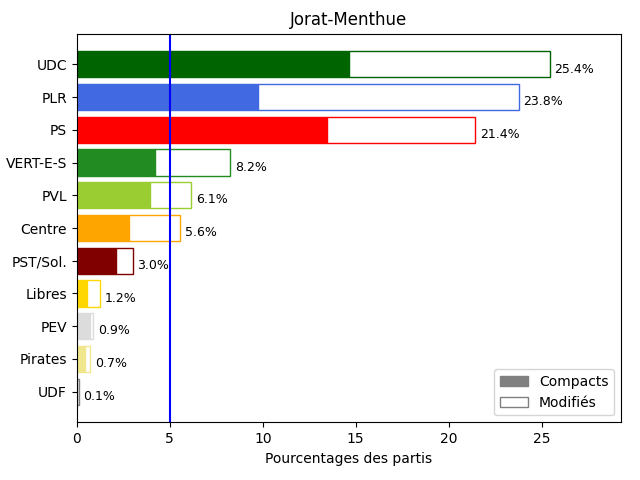 Jorat-Menthue
UDC 25.4%
PLR 23.8%
PS 21.4%
VERT-E-S 8.2%
PVL 6.1%
Centre 5.6%
PST/Sol. 3.0%
Libres 1.2%
PEV 0.9%
Pirates 0.7%
UDF 0.1%
Compacts
Modifiés
0 5 10 15 20 25
Pourcentages des partis